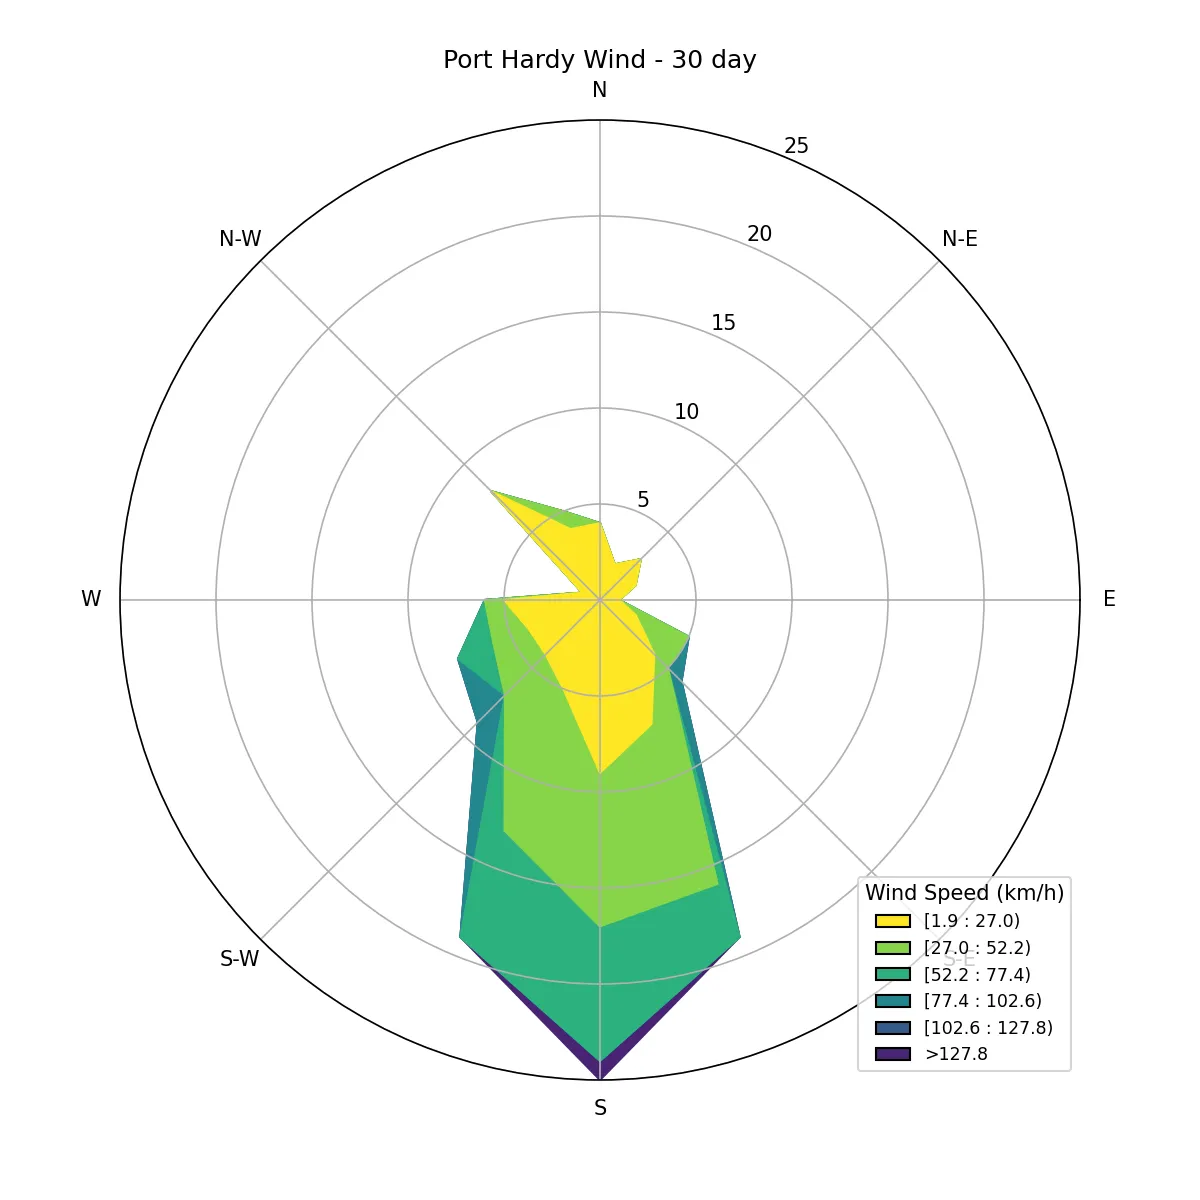 Port Hardy Wind - 30 day
N
25
N-W
20
N-E
15
10
5
W
E
S-W
S-E
S
Wind Speed (km/h)
[1.9 : 27.0)
[27.0 : 52.2)
[52.2 : 77.4)
[77.4 : 102.6)
[102.6 : 127.8)
>127.8